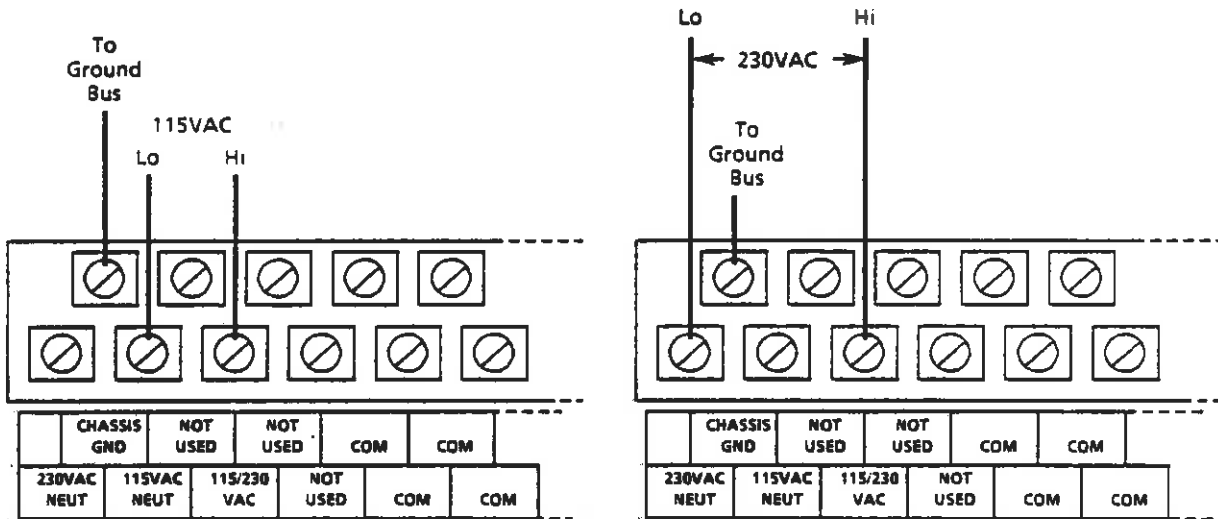 To
Ground
Bus
115VAC
Lo
Hi
CHASSIS
GND
NOT
USED
NOT
USED
COM
COM
230VAC
NEUT
115VAC
NEUT
115/230
VAC
NOT
USED
COM
COM
Lo
Hi
230VAC
To
Ground
Bus
CHASSIS
GND
NOT
USED
NOT
USED
COM
COM
230VAC
NEUT
115VAC
NEUT
115/230
VAC
NOT
USED
COM
COM